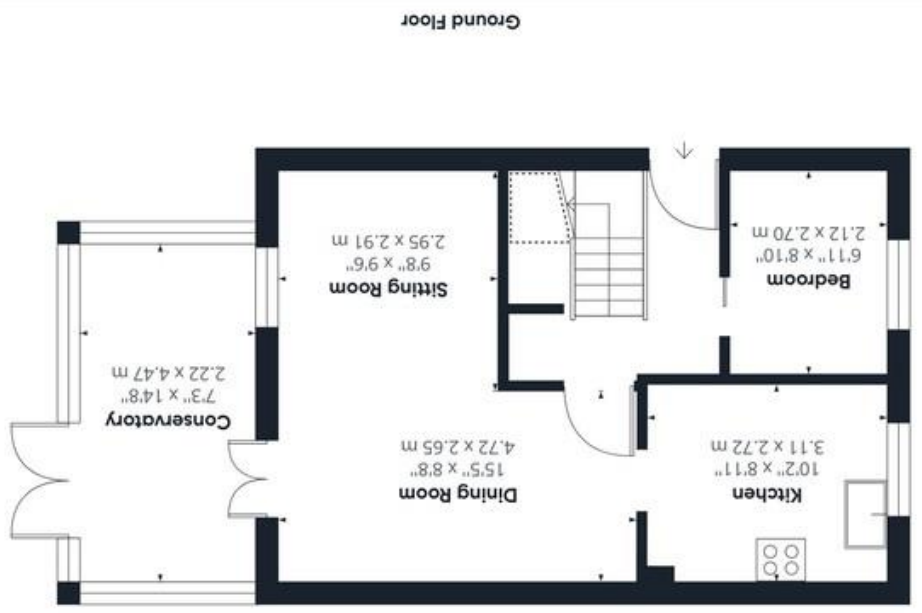 Kitchen
10'2" x 8'11"
3.11 x 2.72 m
Dining Room
15'5" x 8'8"
4.72 x 2.65 m
Conservatory
7'3" x 14'8"
2.22 x 4.47 m
Bedroom
6'11" x 8'10"
2.12 x 2.70 m
Sitting Room
9'8" x 9'6"
2.95 x 2.91 m
Ground Floor